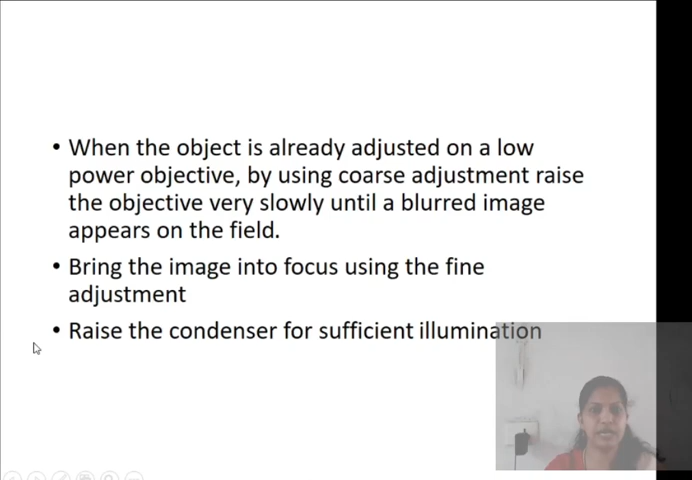 • When the object is already adjusted on a low
power objective, by using coarse adjustment raise
the objective very slowly until a blurred image
appears on the field.
• Bring the image into focus using the fine
adjustment
• Raise the condenser for sufficient illumination